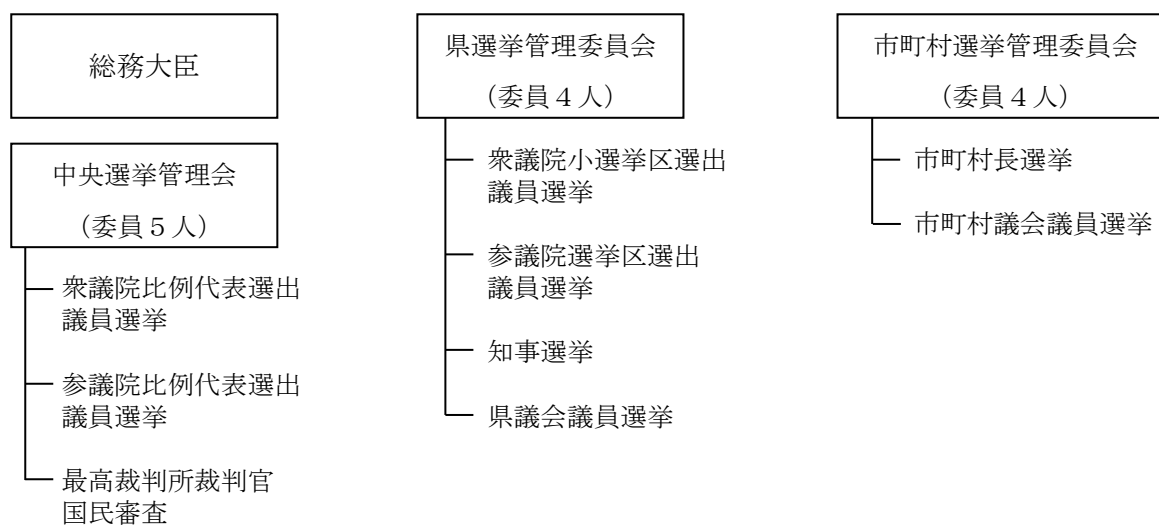 総務大臣
中央選挙管理会
（委員５人）
衆議院比例代表選出
議員選挙
参議院比例代表選出
議員選挙
最高裁判所裁判官
国民審査
県選挙管理委員会
（委員４人）
衆議院小選挙区選出
議員選挙
参議院選挙区選出
議員選挙
知事選挙
県議会議員選挙
市町村選挙管理委員会
（委員４人）
市町村長選挙
市町村議会議員選挙